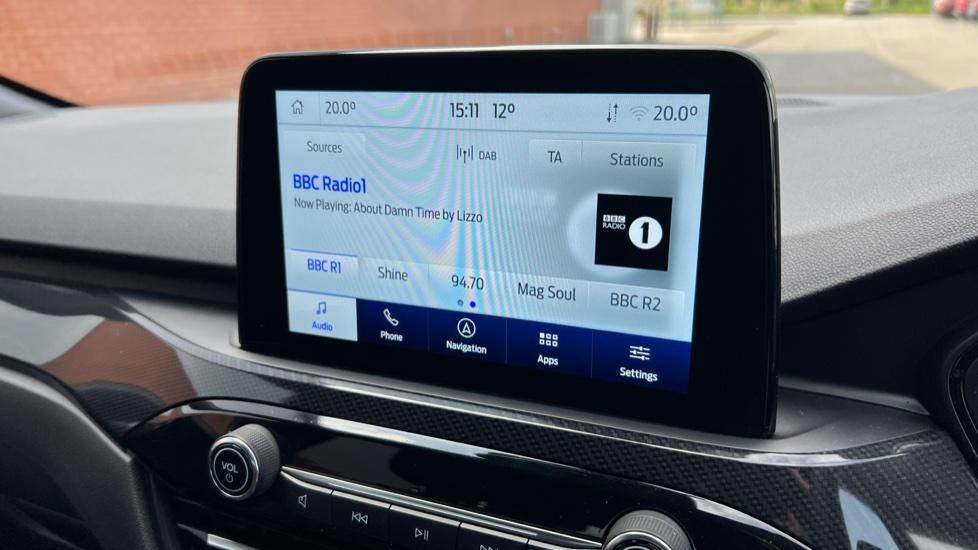 20.0° 15:11 12° 20.0°
Sources DAB TA Stations
BBC Radio1
Now Playing: About Damn Time by Lizzo
BBC
RADIO 1
BBC R1 Shine 94.70 Mag Soul BBC R2
Audio Phone Navigation Apps Settings
VOL